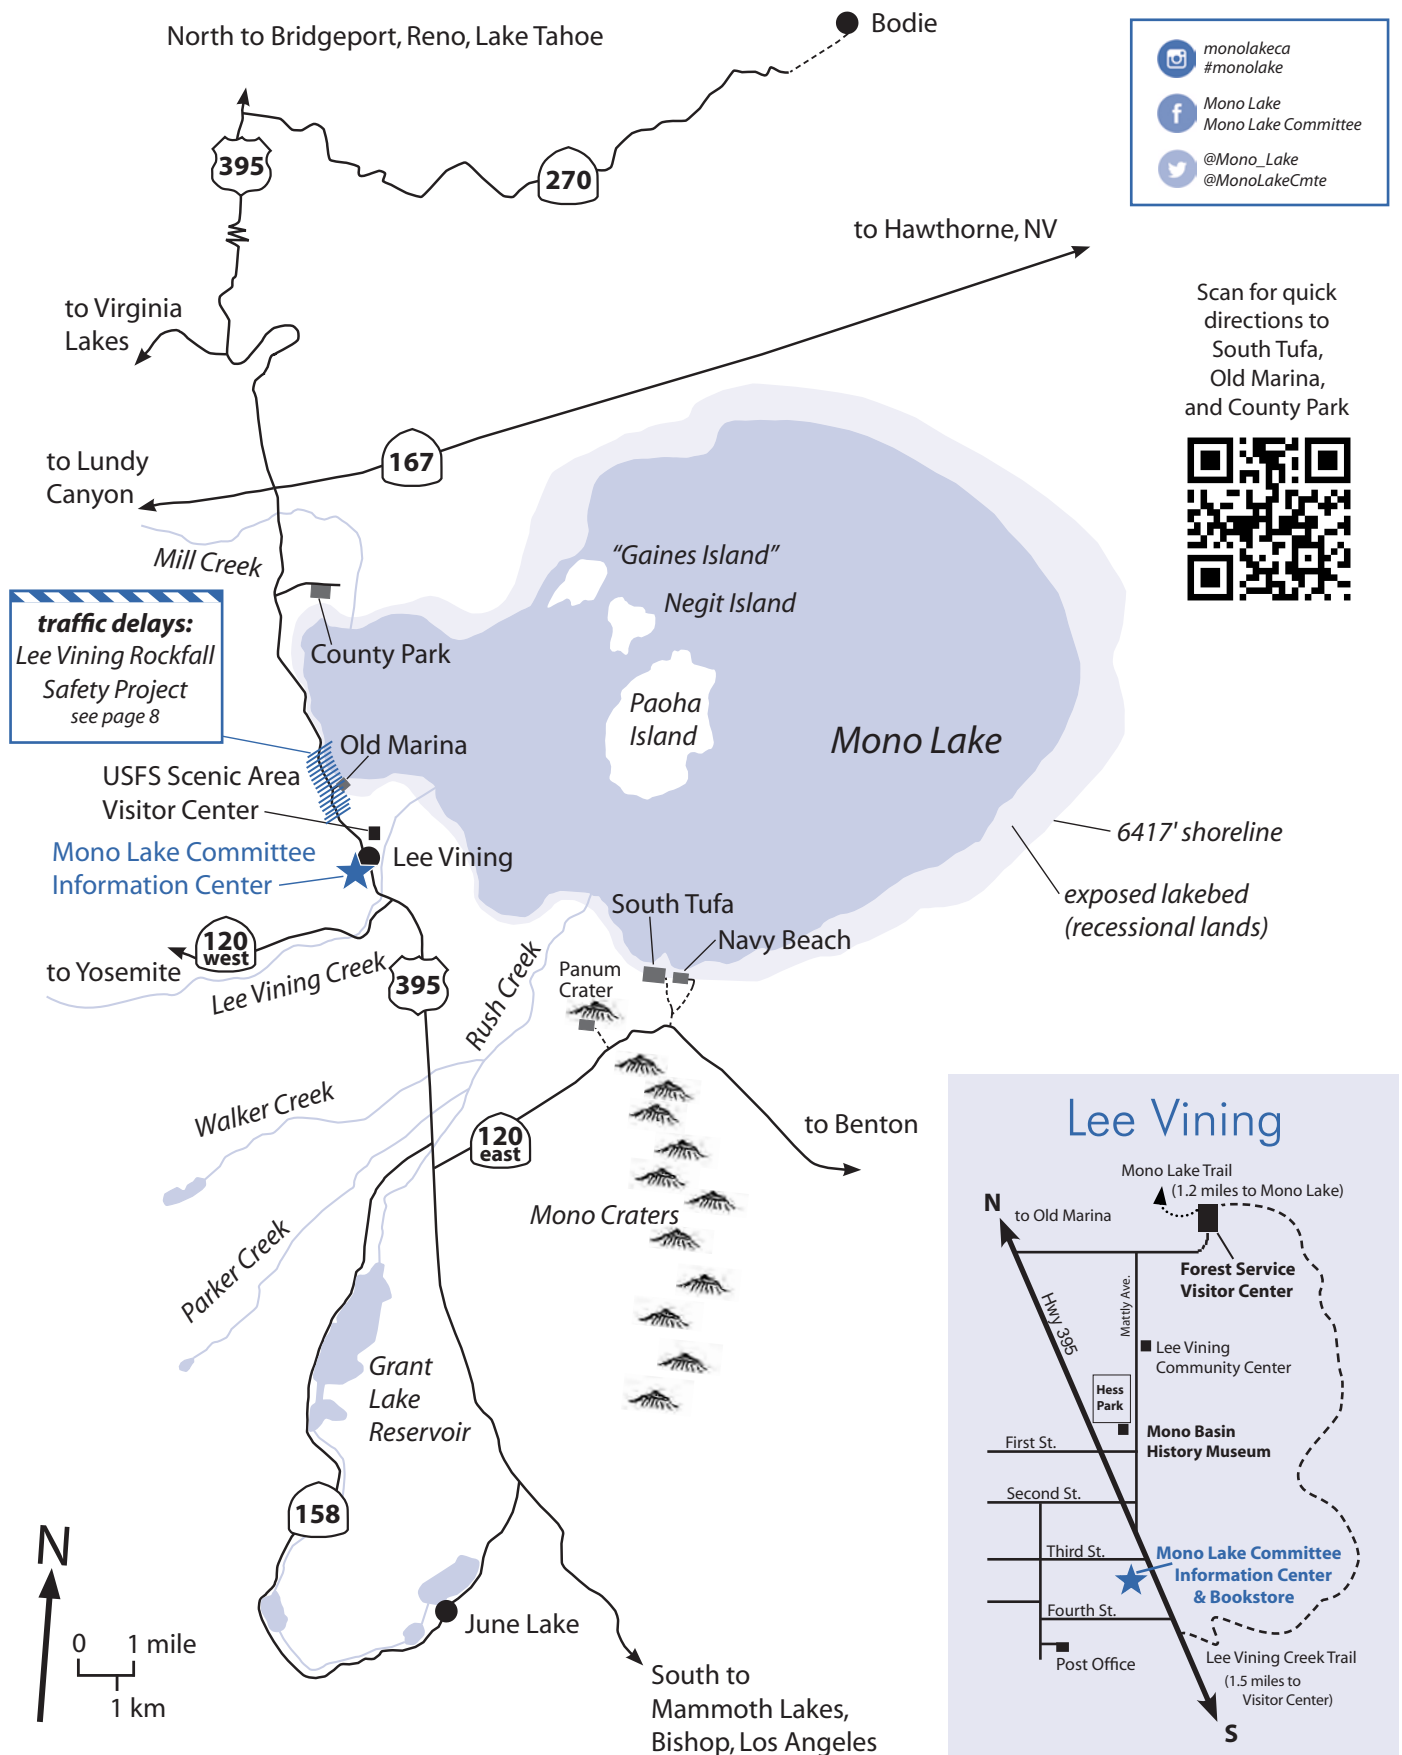 North to Bridgeport, Reno, Lake Tahoe
Bodie
monolakeca
#monolake
Mono Lake
Mono Lake Committee
@Mono_Lake
@MonoLakeCmte
395
270
to Hawthorne, NV
to Virginia
Lakes
Scan for quick
directions to
South Tufa,
Old Marina,
and County Park
167
to Lundy
Canyon
Mill Creek
"Gaines Island"
Negit Island
traffic delays:
Lee Vining Rockfall
Safety Project
see page 8
County Park
Paoha
Island
Mono Lake
Old Marina
USFS Scenic Area
Visitor Center
6417' shoreline
Mono Lake Committee
Information Center
Lee Vining
exposed lakebed
(recessional lands)
South Tufa
Navy Beach
120
west
to Yosemite
Lee Vining Creek
395
Rush Creek
Panum
Crater
Walker Creek
120
east
to Benton
Mono Craters
Parker Creek
Grant
Lake
Reservoir
158
June Lake
N
0 1 mile
1 km
South to
Mammoth Lakes,
Bishop, Los Angeles
Lee Vining
Mono Lake Trail
(1.2 miles to Mono Lake)
N
to Old Marina
Forest Service
Visitor Center
Mattly Ave.
Hwy 395
Lee Vining
Community Center
Hess
Park
Mono Basin
History Museum
First St.
Second St.
Third St.
Mono Lake Committee
Information Center
& Bookstore
Fourth St.
Post Office
Lee Vining Creek Trail
(1.5 miles to
Visitor Center)
S